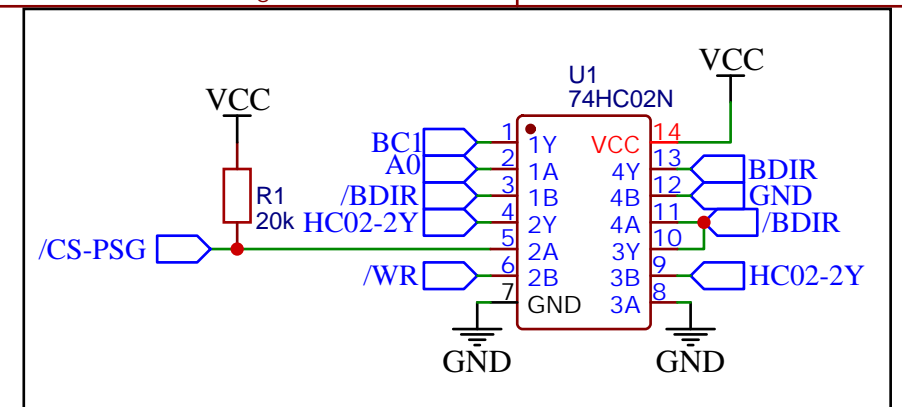 VCC
R1
20k
/CS-PSG
BC1
A0
/BDIR
HC02-2Y
/WR
GND
U1
74HC02N
1 1Y
2 1A
3 1B
4 2Y
5 2A
6 2B
7 GND
VCC 14
4Y 13
4B 12
4A 11
3Y 10
3B 9
3A 8
VCC
BDIR
GND
/BDIR
HC02-2Y
GND